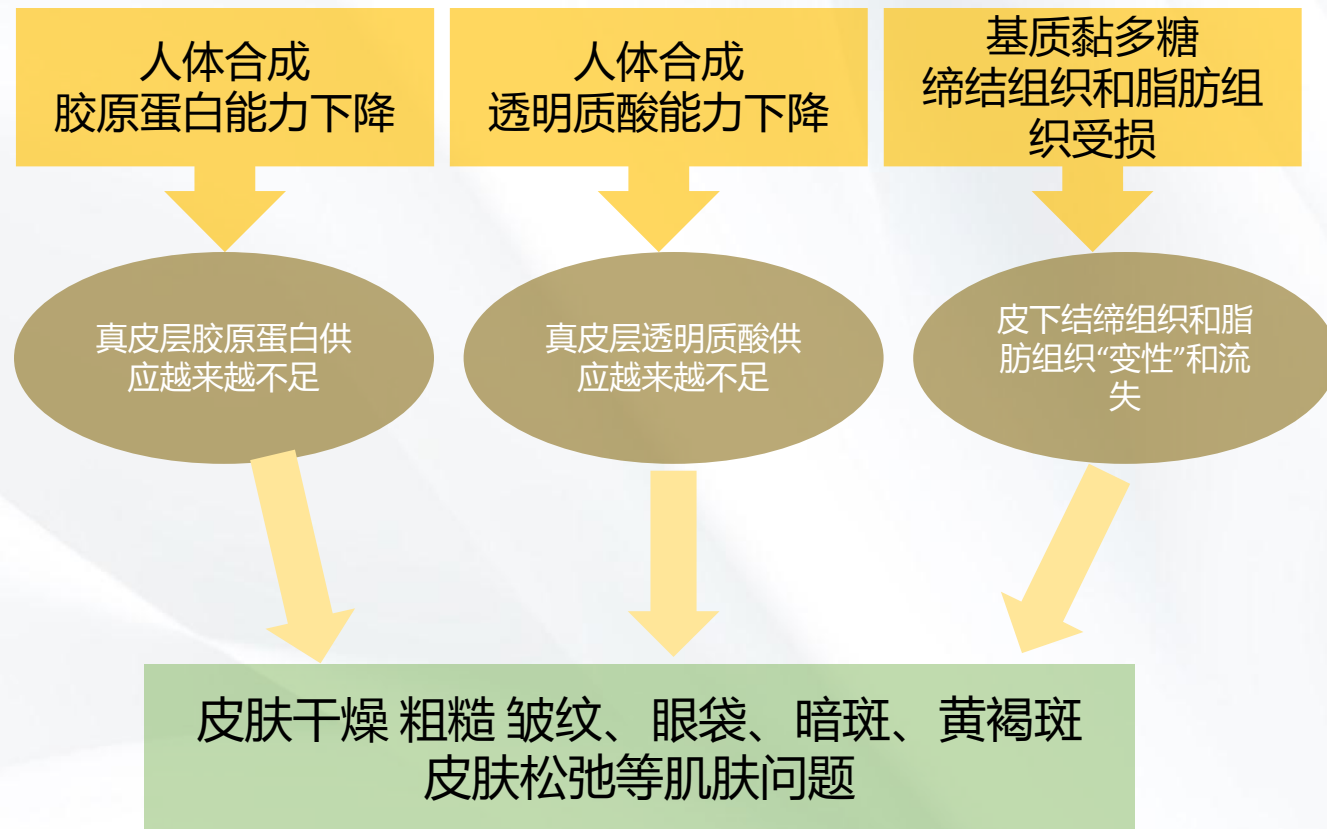 人体合成
胶原蛋白能力下降
人体合成
透明质酸能力下降
基质黏多糖
缔结组织和脂肪组
织受损
真皮层胶原蛋白供
应越来越不足
真皮层透明质酸供
应越来越不足
皮下结缔组织和脂
肪组织“变性”和流
失
皮肤干燥 粗糙 皱纹、眼袋、暗斑、黄褐斑
皮肤松弛等肌肤问题